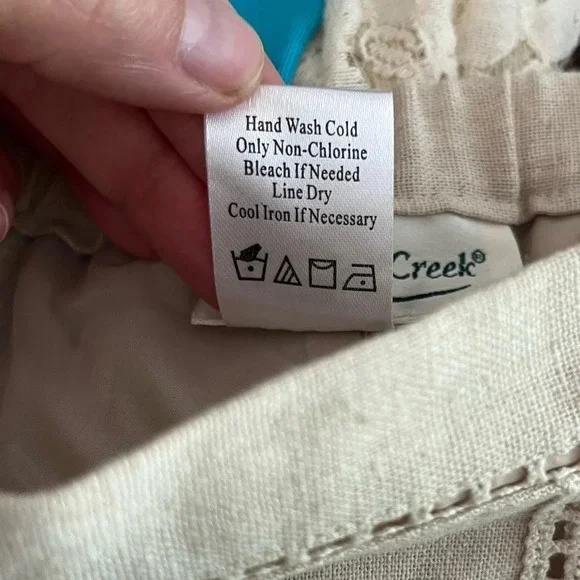 Hand Wash Cold
Only Non-Chlorine
Bleach If Needed
Line Dry
Cool Iron If Necessary
Creek®